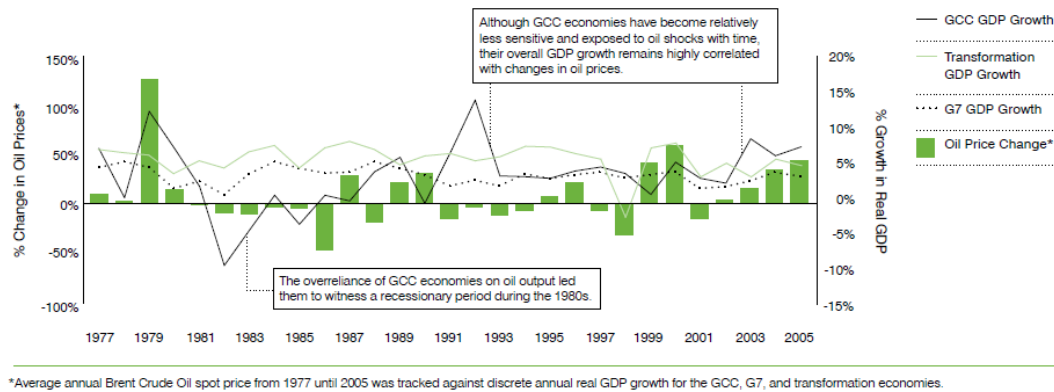 Although GCC economies have become relatively
less sensitive and exposed to oil shocks with time,
their overall GDP growth remains highly correlated
with changes in oil prices.
GCC GDP Growth
Transformation
GDP Growth
G7 GDP Growth
Oil Price Change*
% Change in Oil Prices*
150%
100%
50%
0%
-50%
-100%
20%
15%
10%
5%
0%
-5%
-10%
-15%
% Growth in Real GDP
The overreliance of GCC economies on oil output led
them to witness a recessionary period during the 1980s.
1977 1979 1981 1983 1985 1987 1989 1991 1993 1995 1997 1999 2001 2003 2005
*Average annual Brent Crude Oil spot price from 1977 until 2005 was tracked against discrete annual real GDP growth for the GCC, G7, and transformation economies.